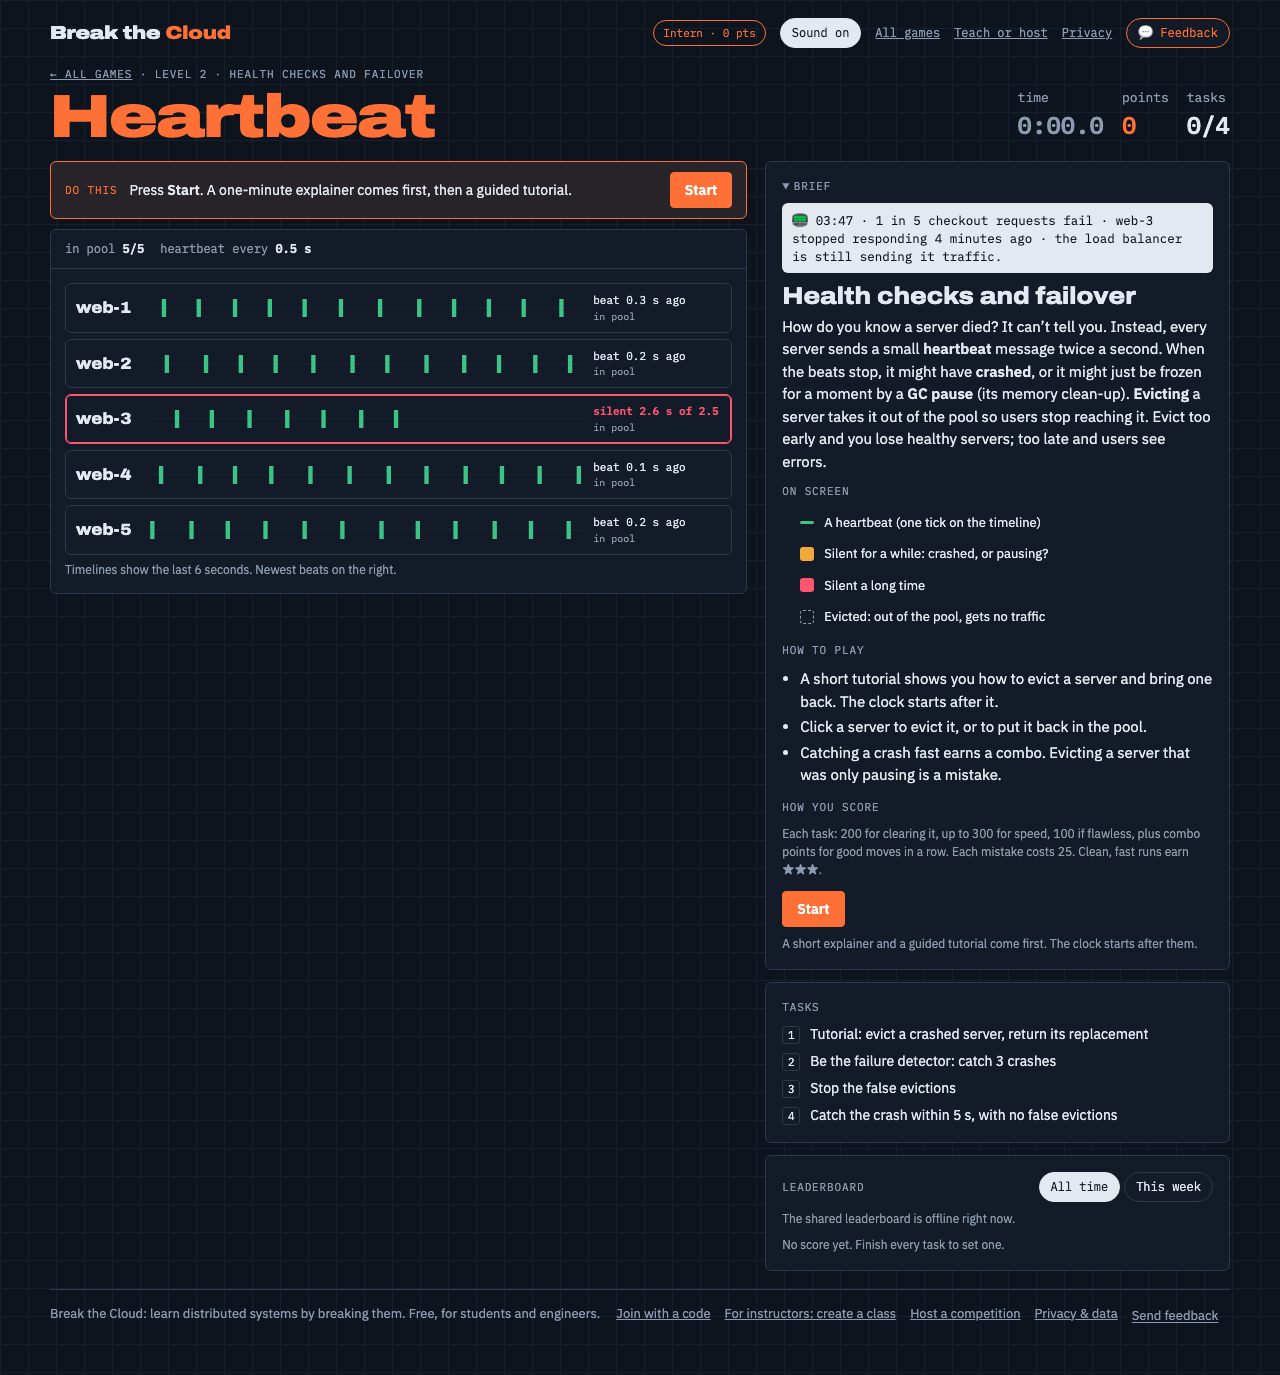 Break the Cloud
Intern · 0 pts
Sound on
All games
Teach or host
Privacy
💬 Feedback
← ALL GAMES · LEVEL 2 · HEALTH CHECKS AND FAILOVER
Heartbeat
time
0:00.0
points
0
tasks
0/4
DO THIS Press Start. A one-minute explainer comes first, then a guided tutorial.
Start
in pool 5/5 heartbeat every 0.5 s
web-1
beat 0.3 s ago
in pool
web-2
beat 0.2 s ago
in pool
web-3
silent 2.6 s of 2.5
in pool
web-4
beat 0.1 s ago
in pool
web-5
beat 0.2 s ago
in pool
Timelines show the last 6 seconds. Newest beats on the right.
▼ BRIEF
📟 03:47 · 1 in 5 checkout requests fail · web-3
stopped responding 4 minutes ago · the load balancer
is still sending it traffic.
Health checks and failover
How do you know a server died? It can’t tell you. Instead, every
server sends a small heartbeat message twice a second. When
the beats stop, it might have crashed, or it might just be frozen
for a moment by a GC pause (its memory clean-up). Evicting a
server takes it out of the pool so users stop reaching it. Evict too
early and you lose healthy servers; too late and users see
errors.
ON SCREEN
A heartbeat (one tick on the timeline)
Silent for a while: crashed, or pausing?
Silent a long time
Evicted: out of the pool, gets no traffic
HOW TO PLAY
• A short tutorial shows you how to evict a server and bring one
back. The clock starts after it.
• Click a server to evict it, or to put it back in the pool.
• Catching a crash fast earns a combo. Evicting a server that
was only pausing is a mistake.
HOW YOU SCORE
Each task: 200 for clearing it, up to 300 for speed, 100 if flawless, plus combo
points for good moves in a row. Each mistake costs 25. Clean, fast runs earn
★★★.
Start
A short explainer and a guided tutorial come first. The clock starts after them.
TASKS
1 Tutorial: evict a crashed server, return its replacement
2 Be the failure detector: catch 3 crashes
3 Stop the false evictions
4 Catch the crash within 5 s, with no false evictions
LEADERBOARD
All time
This week
The shared leaderboard is offline right now.
No score yet. Finish every task to set one.
Break the Cloud: learn distributed systems by breaking them. Free, for students and engineers.
Join with a code
For instructors: create a class
Host a competition
Privacy & data
Send feedback